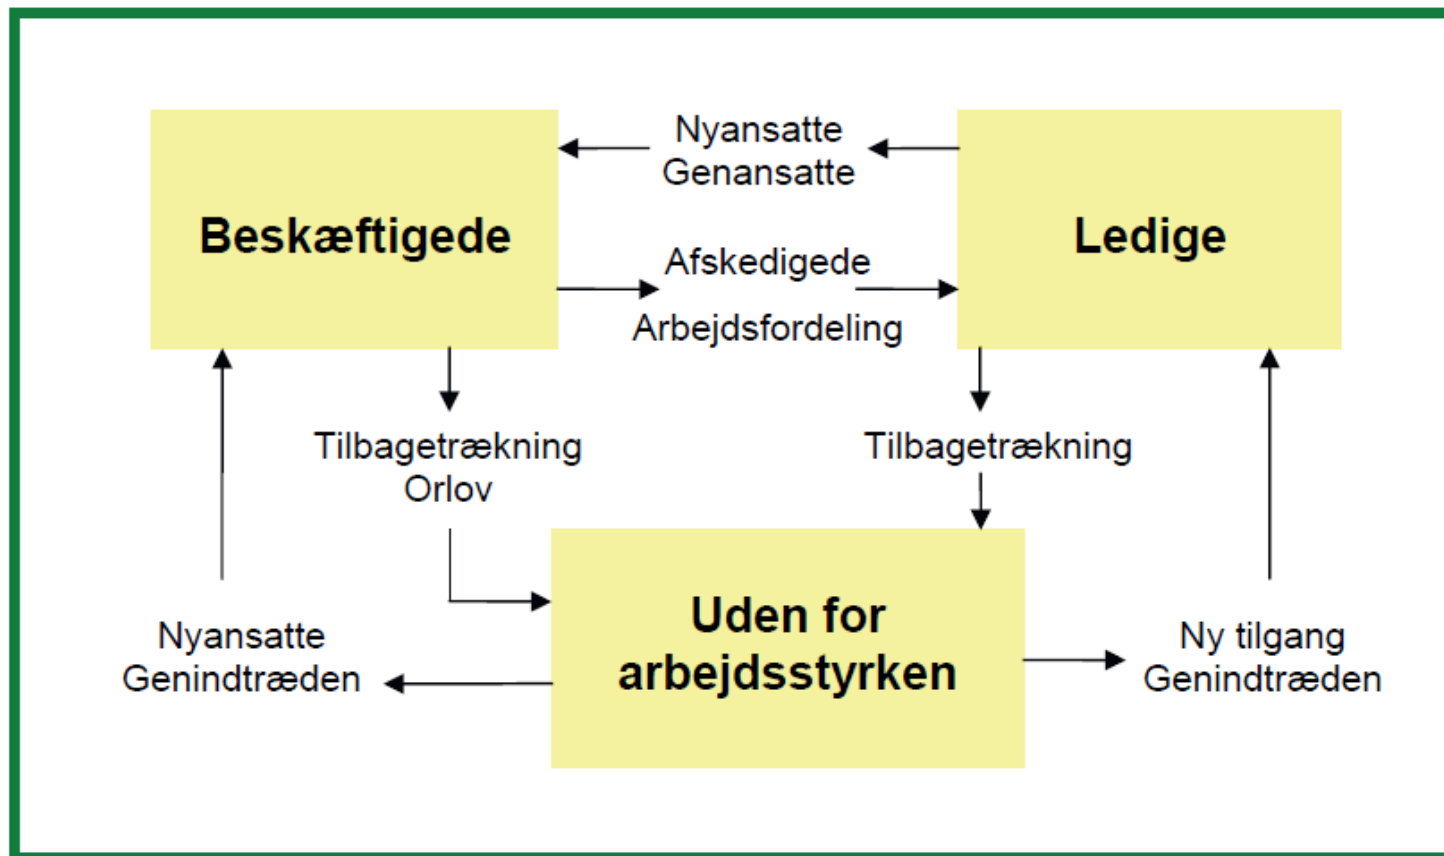 Nyansatte
Genansatte
Beskæftigede
Ledige
Afskedigede
Arbejdsfordeling
Tilbagetrækning
Orlov
Tilbagetrækning
Uden for
arbejdsstyrken
Nyansatte
Genindtræden
Ny tilgang
Genindtræden